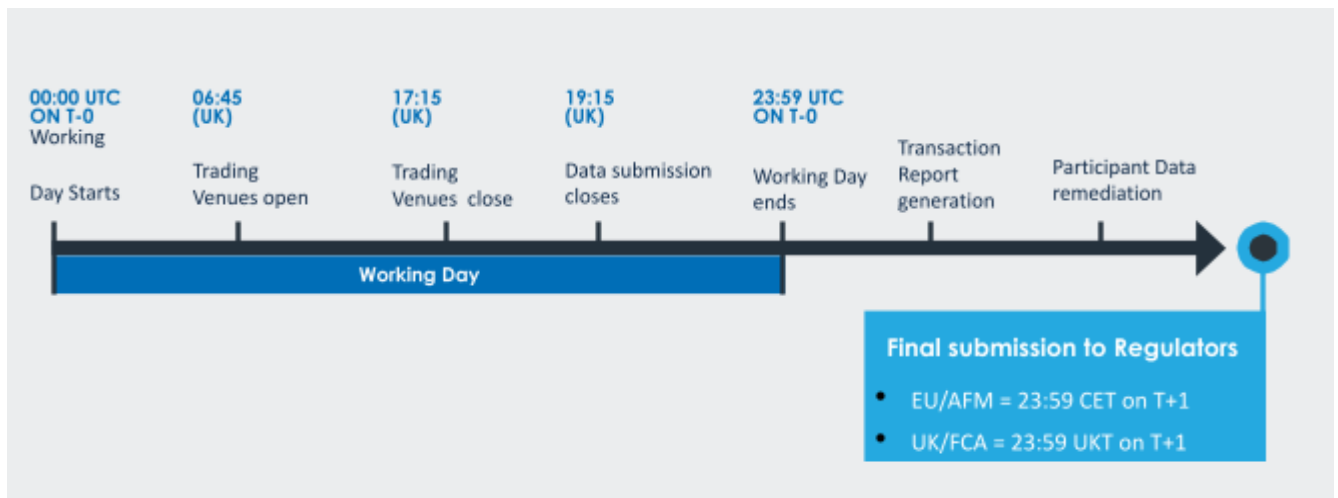 00:00 UTC
ON T-0
Working
Day Starts
06:45
(UK)
Trading
Venues open
17:15
(UK)
Trading
Venues close
19:15
(UK)
Data submission
closes
23:59 UTC
ON T-0
Working Day
ends
Transaction
Report
generation
Participant Data
remediation
Working Day
Final submission to Regulators
• EU/AFM = 23:59 CET on T+1
• UK/FCA = 23:59 UKT on T+1